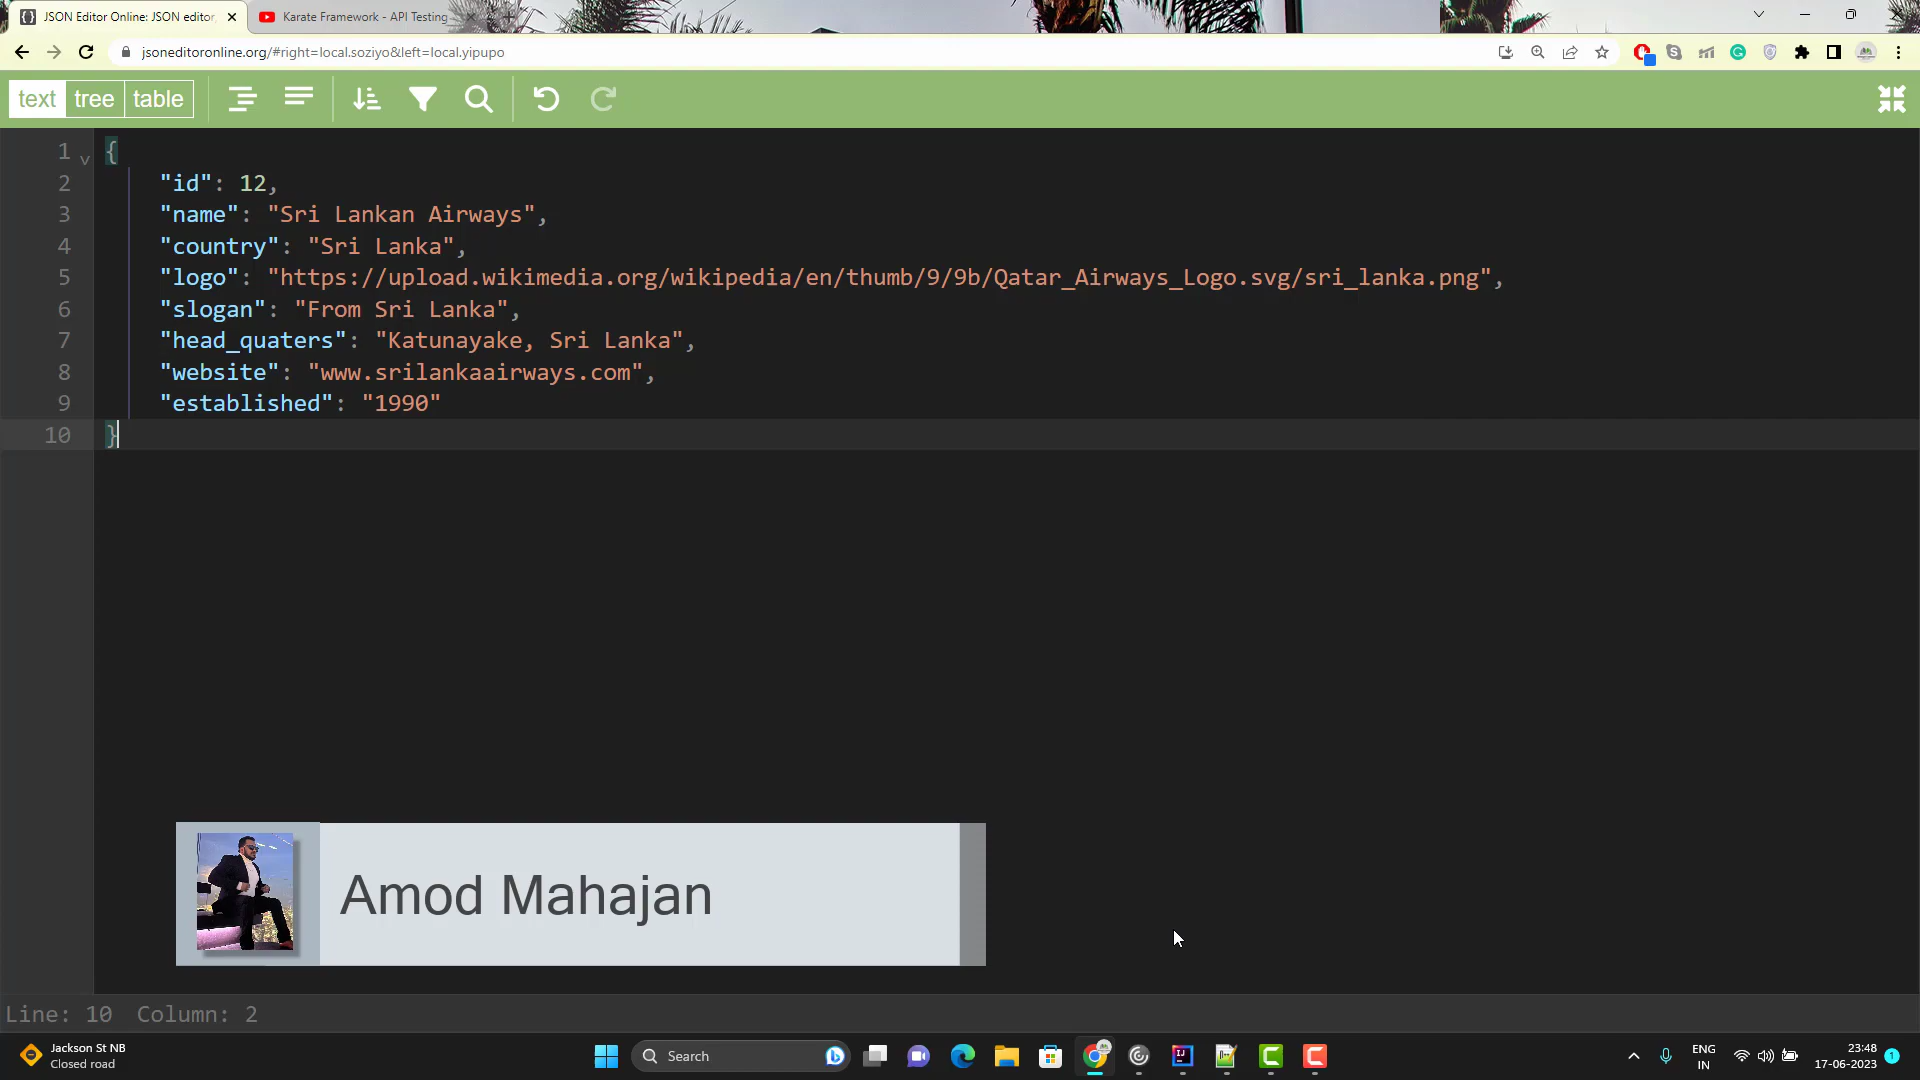 JSON Editor Online: JSON editor,
Karate Framework - API Testing
jsoneditoronline.org/#right=local.soziyo&left=local.yipupo
text tree table
1 {
2 "id": 12,
3 "name": "Sri Lankan Airways",
4 "country": "Sri Lanka",
5 "logo": "https://upload.wikimedia.org/wikipedia/en/thumb/9/9b/Qatar_Airways_Logo.svg/sri_lanka.png",
6 "slogan": "From Sri Lanka",
7 "head_quaters": "Katunayake, Sri Lanka",
8 "website": "www.srilankaairways.com",
9 "established": "1990"
10 }
Amod Mahajan
Line: 10 Column: 2
Jackson St NB
Closed road
Search
ENG
IN
23:48
17-06-2023
1